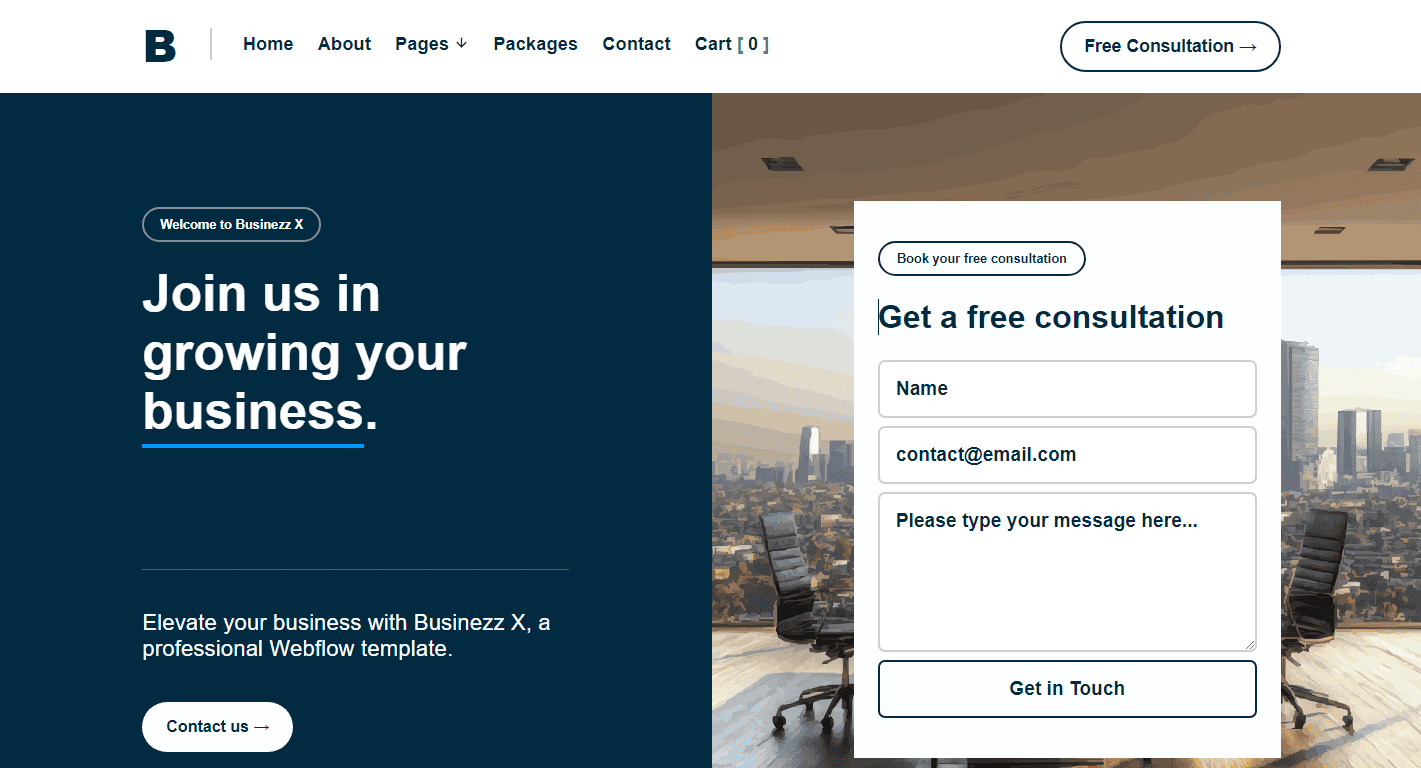 B
Home About Pages ↓ Packages Contact Cart [ 0 ]
Free Consultation →
Welcome to Businezz X
Join us in
growing your
business.
Elevate your business with Businezz X, a
professional Webflow template.
Contact us →
Book your free consultation
Get a free consultation
Name
contact@email.com
Please type your message here...
Get in Touch